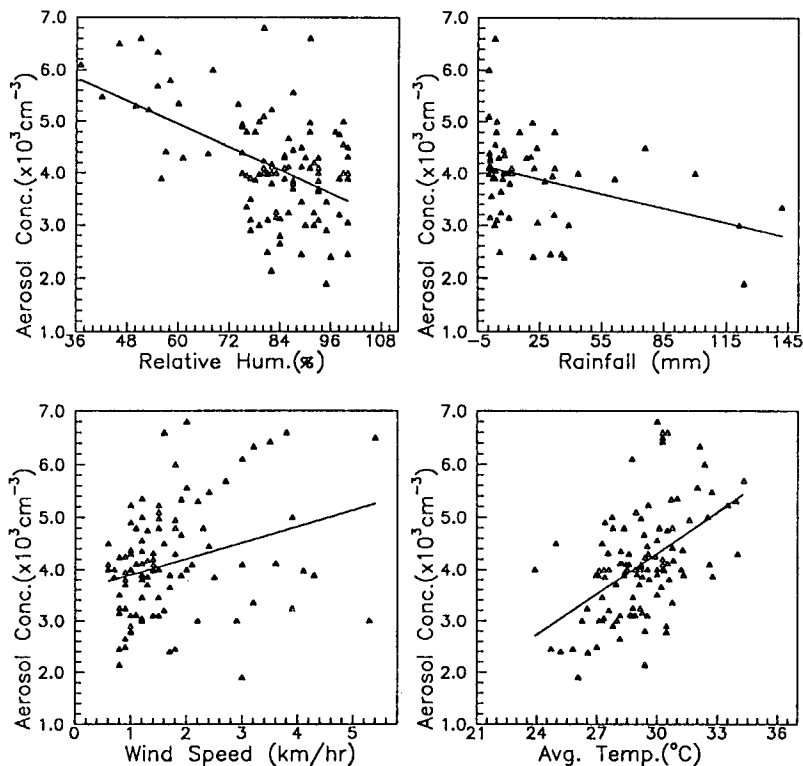 7.0 7.0
6.0 6.0
5.0 5.0
4.0 4.0
3.0 3.0
2.0 2.0
1.0 1.0
Aerosol Conc.(x10³cm⁻³) Aerosol Conc.(x10³cm⁻³)
36 48 60 72 84 96 108 -5 25 65 105 145
Relative Hum.(%) Rainfall (mm)
7.0 7.0
6.0 6.0
5.0 5.0
4.0 4.0
3.0 3.0
2.0 2.0
1.0 1.0
Aerosol Conc.(x10³cm⁻³) Aerosol Conc.(x10³cm⁻³)
0 1 2 3 4 5 21 24 27 30 33 36
Wind Speed (km/hr) Avg. Temp.(°C)